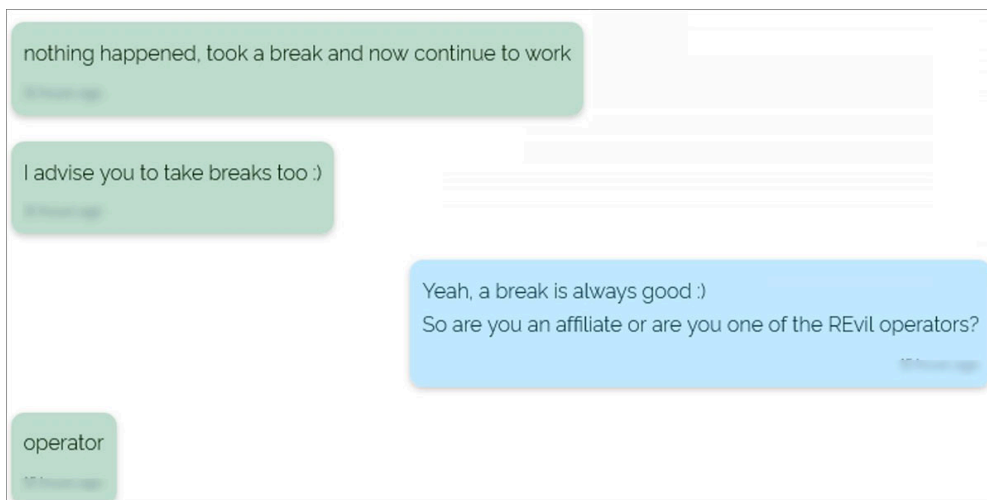 nothing happened, took a break and now continue to work
I advise you to take breaks too :)
Yeah, a break is always good :)
So are you an affiliate or are you one of the REvil operators?
operator